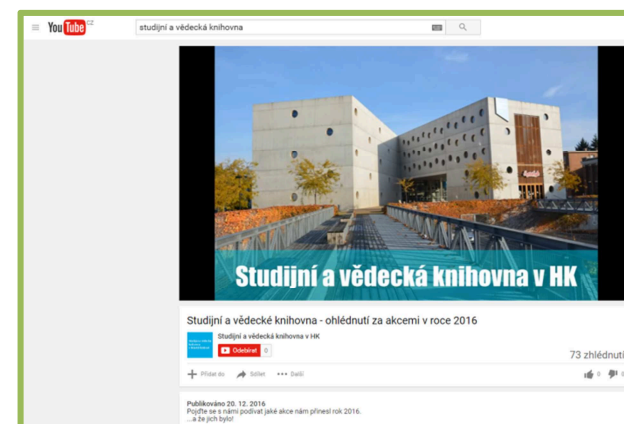 YouTube CZ
studijní a vědecká knihovna
Studijní a vědecká knihovna v HK
Studijní a vědecké knihovna - ohlédnutí za akcemi v roce 2016
Studijní a vědecká knihovna v HK
Odebírat 0
73 zhlédnutí
Přidat do Sdílet Další
0
Publikováno 20. 12. 2016
Pojďte se s námi podívat jaké akce nám přinesl rok 2016.
...a že jich bylo!